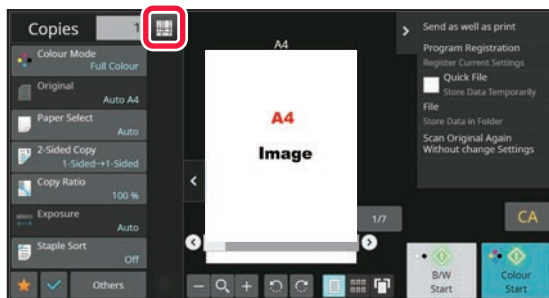 Copies 1
Colour Mode
Full Colour
Original
Auto A4
Paper Select
Auto
2-Sided Copy
1-Sided→1-Sided
Copy Ratio
100 %
Exposure
Auto
Staple Sort
Off
Others
A4
A4
Image
1/7
Send as well as print
Program Registration
Register Current Settings
Quick File
Store Data Temporarily
File
Store Data in Folder
Scan Original Again
Without change Settings
CA
B/W
Start
Colour
Start